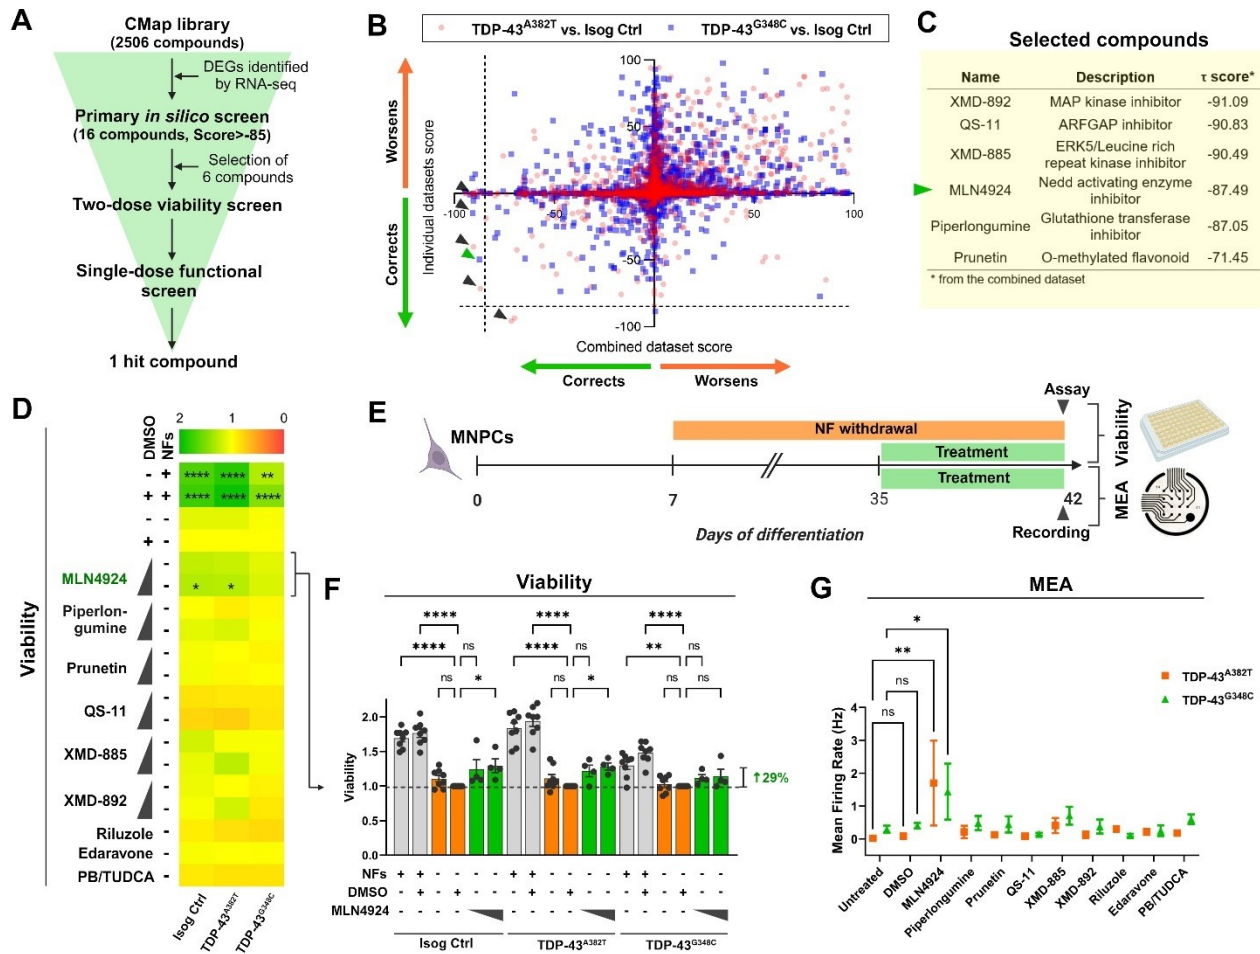 A
CMap library
(2506 compounds)
DEGs identified
by RNA-seq
Primary in silico screen
(16 compounds, Score>-85)
Selection of
6 compounds
Two-dose viability screen
Single-dose functional
screen
1 hit compound
B
TDP-43A382T vs. Isog Ctrl
TDP-43G348C vs. Isog Ctrl
Worsens
Corrects
Individual datasets score
100
50
-100
-50
50
100
-50
-100
Combined dataset score
Corrects
Worsens
C
Selected compounds
Name Description τ score*
XMD-892 MAP kinase inhibitor -91.09
QS-11 ARFGAP inhibitor -90.83
XMD-885 ERK5/Leucine rich repeat kinase inhibitor -90.49
MLN4924 Nedd activating enzyme inhibitor -87.49
Piperlongumine Glutathione transferase inhibitor -87.05
Prunetin O-methylated flavonoid -71.45
* from the combined dataset
D
Viability
DMSO
NFs
2 1 0
- + **** **** **
+ + **** **** ****
- -
+ -
MLN4924
-
- * *
Piperlon-
gumine
-
-
Prunetin
-
-
QS-11
-
-
XMD-885
-
-
XMD-892
-
-
Riluzole -
Edaravone -
PB/TUDCA -
Isog Ctrl
TDP-43A382T
TDP-43G348C
E
MNPCs
NF withdrawal
Treatment
Treatment
0
7
35
42
Days of differentiation
Assay
Recording
Viability
MEA
F
Viability
**** **** ****
ns ns ns
**** **** **
ns * ns * ns ns
Viability
2.0
1.5
1.0
0.5
0.0
↑29%
NFs + + - - - - + + - - - - + + - - - -
DMSO - + - + - - - + - + - - - + - + - -
MLN4924 - - - - - - - - - - - -
Isog Ctrl
TDP-43A382T
TDP-43G348C
G
MEA
*
**
ns
ns
TDP-43A382T
TDP-43G348C
Mean Firing Rate (Hz)
4
3
2
1
0
Untreated
DMSO
MLN4924
Piperlongumine
Prunetin
QS-11
XMD-885
XMD-892
Riluzole
Edaravone
PB/TUDCA